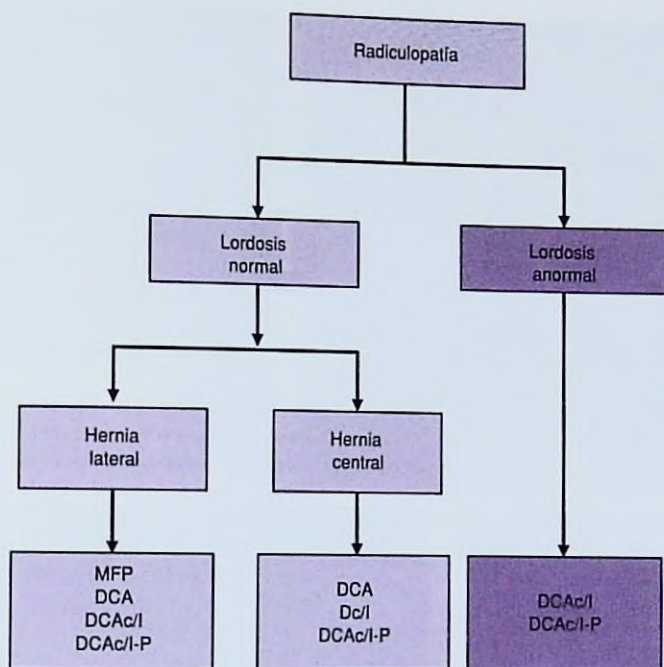 Radiculopatía
Lordosis
normal
Lordosis
anormal
Hernia
lateral
Hernia
central
MFP
DCA
DCAc/I
DCAc/I-P
DCA
Dc/I
DCAc/I-P
DCAc/I
DCAc/I-P